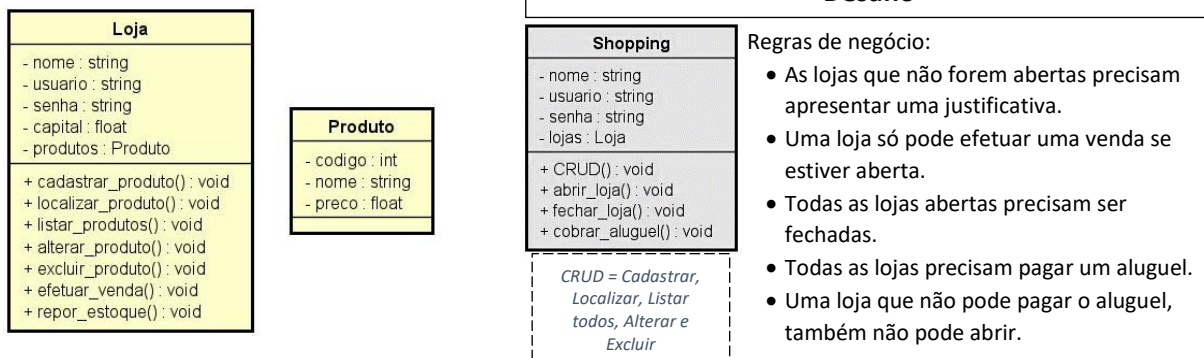 Loja
- nome : string
- usuario : string
- senha : string
- capital : float
- produtos : Produto
+ cadastrar_produto() : void
+ localizar_produto() : void
+ listar_produtos() : void
+ alterar_produto() : void
+ excluir_produto() : void
+ efetuar_venda() : void
+ repor_estoque() : void
Produto
- codigo : int
- nome : string
- preco : float
Shopping
- nome : string
- usuario : string
- senha : string
- lojas : Loja
+ CRUD() : void
+ abrir_loja() : void
+ fechar_loja() : void
+ cobrar_aluguel() : void
CRUD = Cadastrar,
Localizar, Listar
todos, Alterar e
Excluir
Regras de negócio:
• As lojas que não forem abertas precisam
apresentar uma justificativa.
• Uma loja só pode efetuar uma venda se
estiver aberta.
• Todas as lojas abertas precisam ser
fechadas.
• Todas as lojas precisam pagar um aluguel.
• Uma loja que não pode pagar o aluguel,
também não pode abrir.